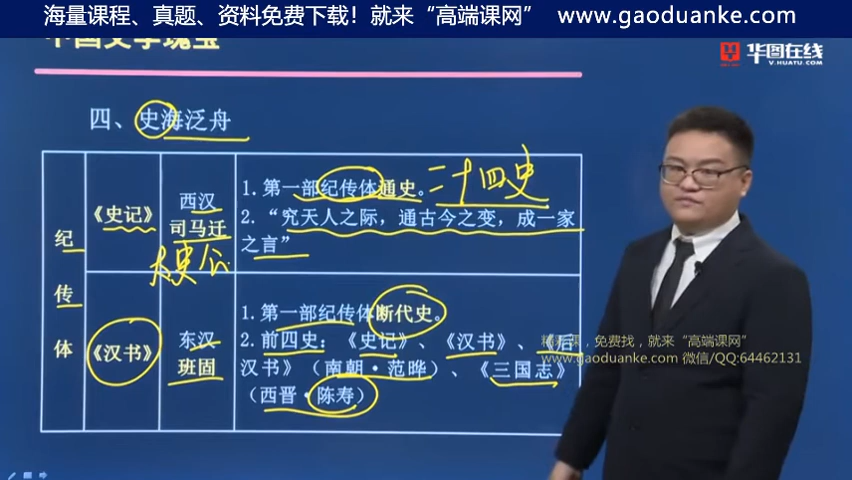 海量课程、真题、资料免费下载！就来“高端课网” www.gaoduanke.com
中国文学瑰宝
华图在线
V.HUATU.COM
四、史海泛舟
纪传体
《史记》
西汉
司马迁
太史公
1. 第一部纪传体通史。
二十四史
2. “究天人之际，通古今之变，成一家
之言”
《汉书》
东汉
班固
1. 第一部纪传体断代史。
2. 前四史：《史记》、《汉书》、《后
汉书》（南朝·范晔）、《三国志》
（西晋·陈寿）
课，免费找，就来“高端课网”
www.gaoduanke.com 微信/QQ:64462131